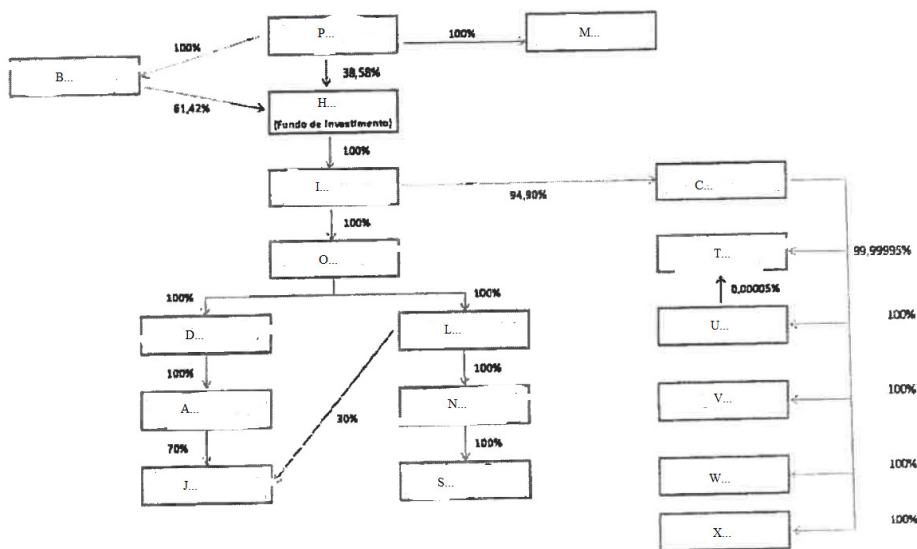 P...
100%
M...
100%
B...
38,58%
61,42%
H...
(Fundo de Investimento)
100%
I...
94,90%
C...
100%
O...
T...
99,99995%
0,00005%
100%
100%
D...
L...
U...
100%
100%
100%
A...
N...
V...
100%
70%
30%
100%
J...
S...
W...
100%
X...
100%